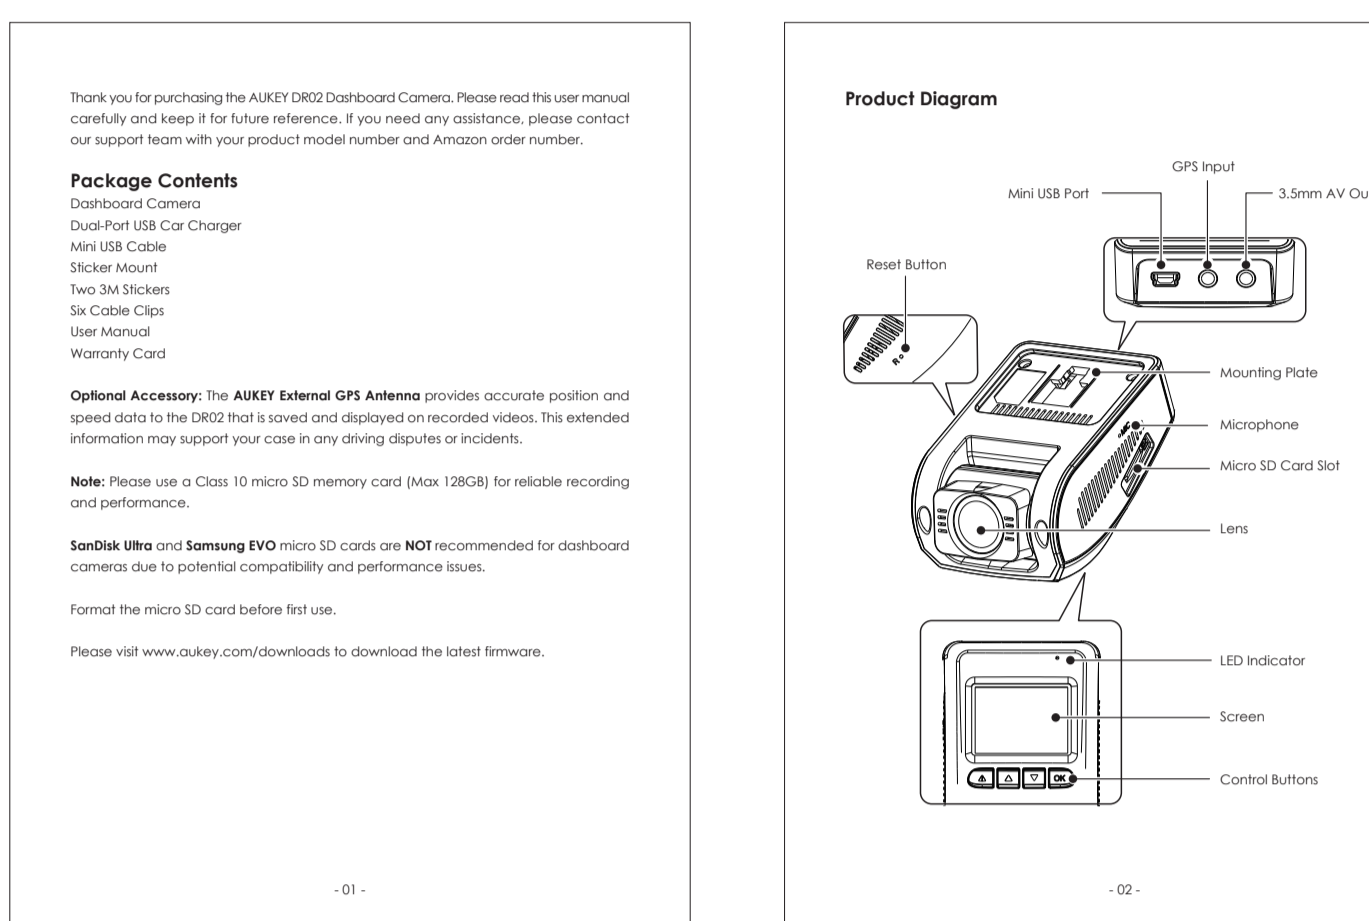 Thank you for purchasing the AUKEY DR02 Dashboard Camera. Please read this user manual
carefully and keep it for future reference. If you need any assistance, please contact
our support team with your product model number and Amazon order number.
Package Contents
Dashboard Camera
Dual-Port USB Car Charger
Mini USB Cable
Sticker Mount
Two 3M Stickers
Six Cable Clips
User Manual
Warranty Card
Optional Accessory: The AUKEY External GPS Antenna provides accurate position and
speed data to the DR02 that is saved and displayed on recorded videos. This extended
information may support your case in any driving disputes or incidents.
Note: Please use a Class 10 micro SD memory card (Max 128GB) for reliable recording
and performance.
SanDisk Ultra and Samsung EVO micro SD cards are NOT recommended for dashboard
cameras due to potential compatibility and performance issues.
Format the micro SD card before first use.
Please visit www.aukey.com/downloads to download the latest firmware.
- 01 -
Product Diagram
GPS Input
Mini USB Port
3.5mm AV Ou
Reset Button
R
Mounting Plate
MIC
Microphone
Micro SD Card Slot
Lens
LED Indicator
Screen
OK
Control Buttons
- 02 -